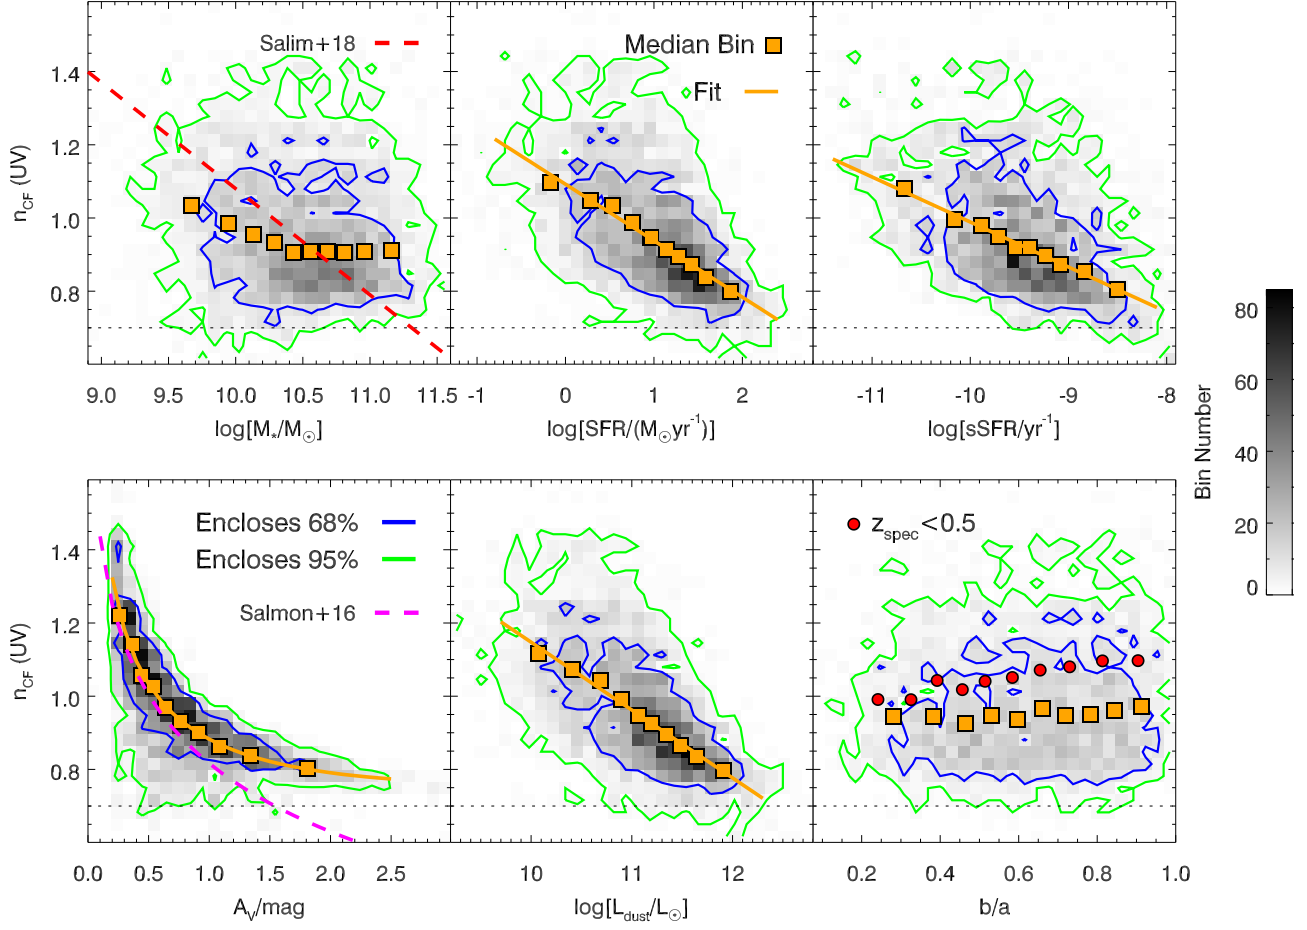 Salim+18
Median Bin
Fit
1.4
1.2
1.0
0.8
n_CF (UV)
9.0 9.5 10.0 10.5 11.0 11.5
-1 0 1 2
-11 -10 -9 -8
log[M_*/M_⊙]
log[SFR/(M_⊙yr^-1)]
log[sSFR/yr^-1]
Encloses 68%
Encloses 95%
Salmon+16
z_spec<0.5
1.4
1.2
1.0
0.8
n_CF (UV)
0.0 0.5 1.0 1.5 2.0 2.5
10 11 12
0.2 0.4 0.6 0.8 1.0
A_V/mag
log[L_dust/L_⊙]
b/a
80
60
40
20
0
Bin Number